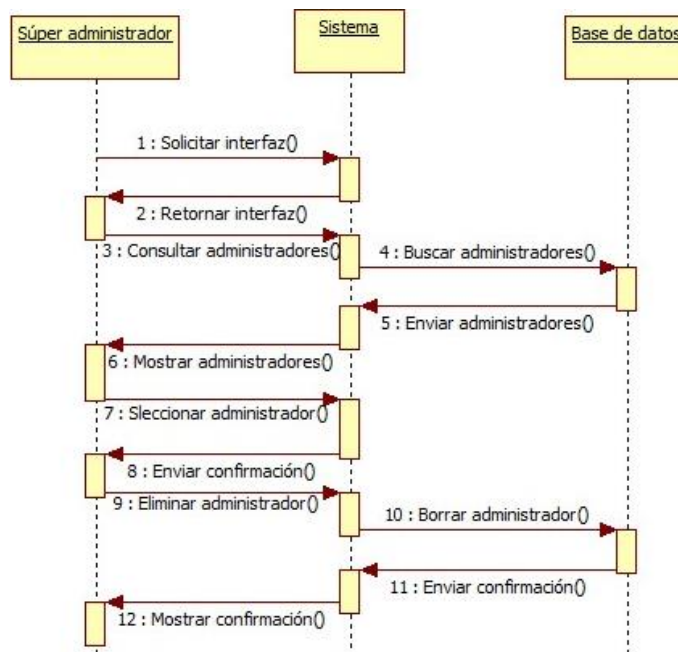 Súper administrador
Sistema
Base de datos
1 : Solicitar interfaz()
2 : Retornar interfaz()
3 : Consultar administradores()
4 : Buscar administradores()
5 : Enviar administradores()
6 : Mostrar administradores()
7 : Sleccionar administrador()
8 : Enviar confirmación()
9 : Eliminar administrador()
10 : Borrar administrador()
11 : Enviar confirmación()
12 : Mostrar confirmación()